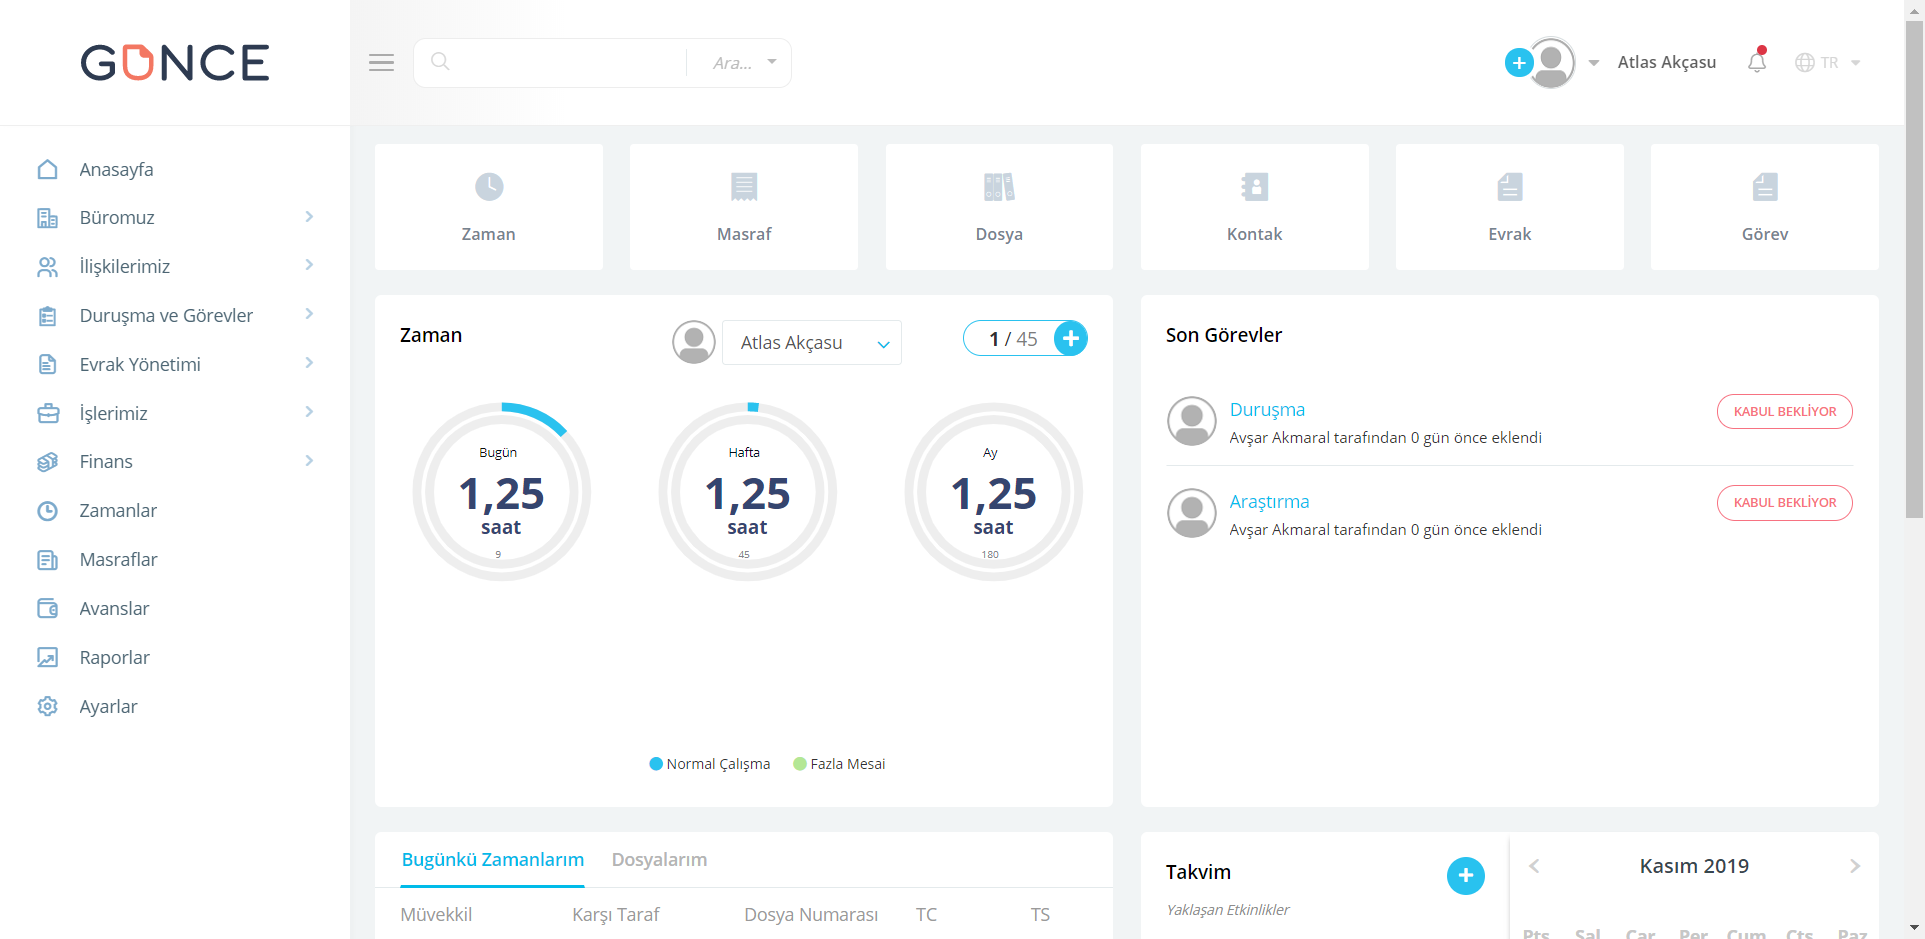 GÜNCE
Ara...
Atlas Akçasu
TR
Anasayfa
Büromuz
İlişkilerimiz
Duruşma ve Görevler
Evrak Yönetimi
İşlerimiz
Finans
Zamanlar
Masraflar
Avanslar
Raporlar
Ayarlar
Zaman
Masraf
Dosya
Kontak
Evrak
Görev
Zaman
Atlas Akçasu
1 / 45
Bugün
1,25
saat
9
Hafta
1,25
saat
45
Ay
1,25
saat
180
Normal Çalışma
Fazla Mesai
Son Görevler
Duruşma
Avşar Akmaral tarafından 0 gün önce eklendi
KABUL BEKLİYOR
Araştırma
Avşar Akmaral tarafından 0 gün önce eklendi
KABUL BEKLİYOR
Bugünkü Zamanlarım
Dosyalarım
Müvekkil Karşı Taraf Dosya Numarası TC TS
Takvim
Yaklaşan Etkinlikler
Kasım 2019
Pts Sal Çar Per Cum Cts Paz